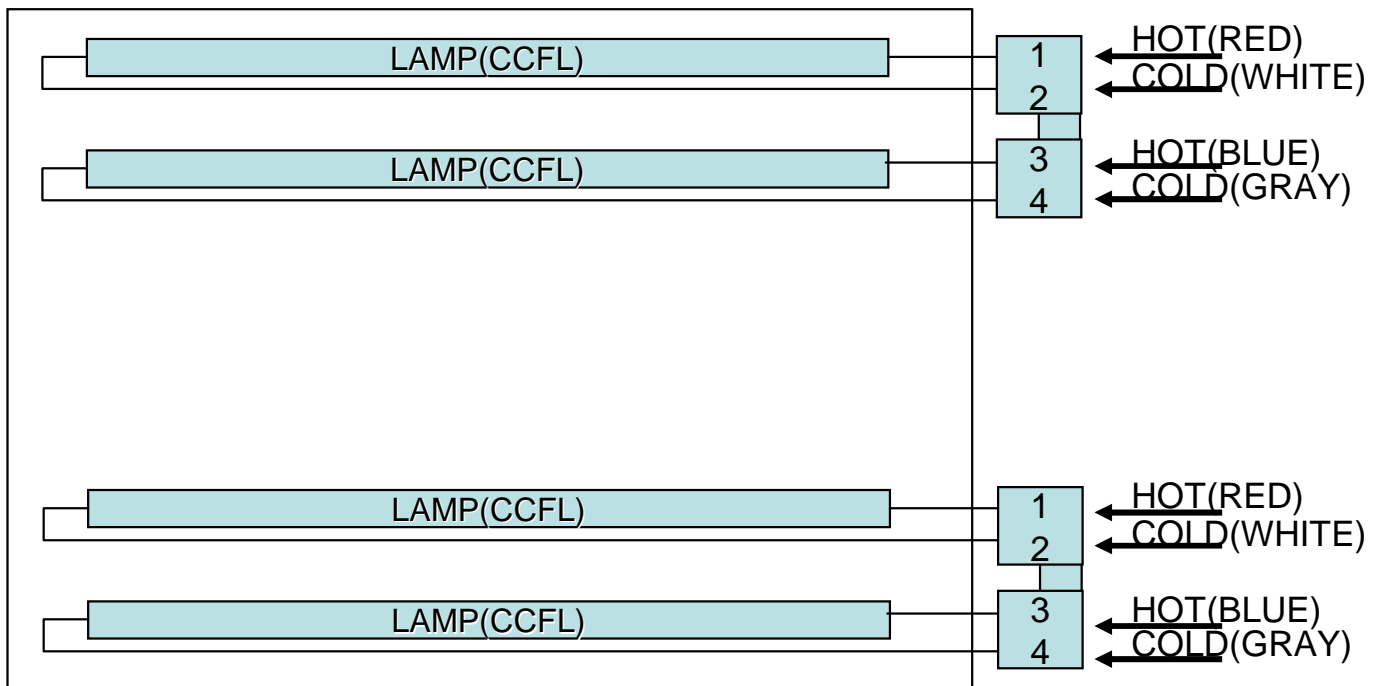 LAMP(CCFL) 1 HOT(RED)
2 COLD(WHITE)
LAMP(CCFL) 3 HOT(BLUE)
4 COLD(GRAY)
LAMP(CCFL) 1 HOT(RED)
2 COLD(WHITE)
LAMP(CCFL) 3 HOT(BLUE)
4 COLD(GRAY)